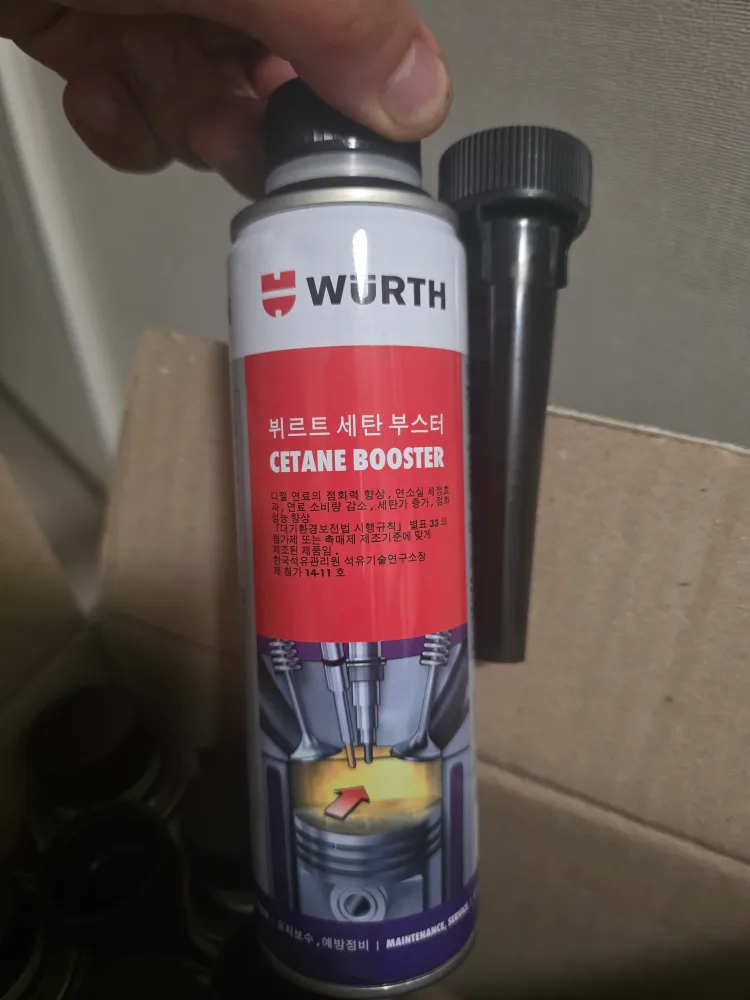 WÜRTH
뷔르트 세탄 부스터
CETANE BOOSTER
디젤 연료의 점화력 향상, 연소실 세정효
과, 연료 소비량 감소, 세탄가 증가, 점화
성능 향상
「대기환경보전법 시행규칙」 별표 33 의
첨가제 또는 촉매제 제조기준에 맞게
제조된 제품임.
한국석유관리원 석유기술연구소장
제 첨가 14-11 호
유지보수, 예방정비 | MAINTENANCE, SERVICE